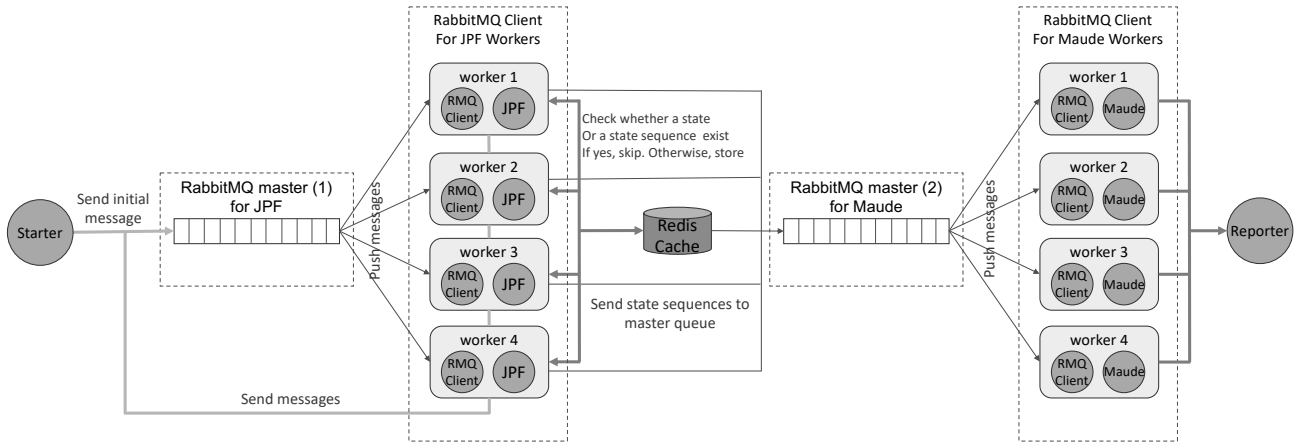 Starter
Send initial
message
RabbitMQ master (1)
for JPF
Push messages
Send messages
RabbitMQ Client
For JPF Workers
worker 1
RMQ
Client
JPF
worker 2
RMQ
Client
JPF
worker 3
RMQ
Client
JPF
worker 4
RMQ
Client
JPF
Check whether a state
Or a state sequence exist
If yes, skip. Otherwise, store
Redis
Cache
Send state sequences to
master queue
RabbitMQ master (2)
for Maude
Push messages
RabbitMQ Client
For Maude Workers
worker 1
RMQ
Client
Maude
worker 2
RMQ
Client
Maude
worker 3
RMQ
Client
Maude
worker 4
RMQ
Client
Maude
Reporter